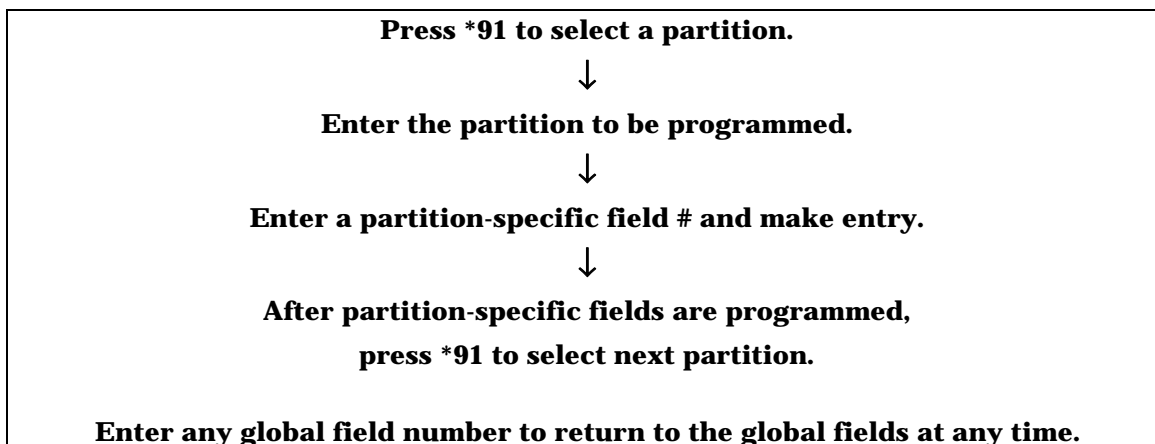 Press *91 to select a partition.
↓
Enter the partition to be programmed.
↓
Enter a partition-specific field # and make entry.
↓
After partition-specific fields are programmed,
press *91 to select next partition.
Enter any global field number to return to the global fields at any time.